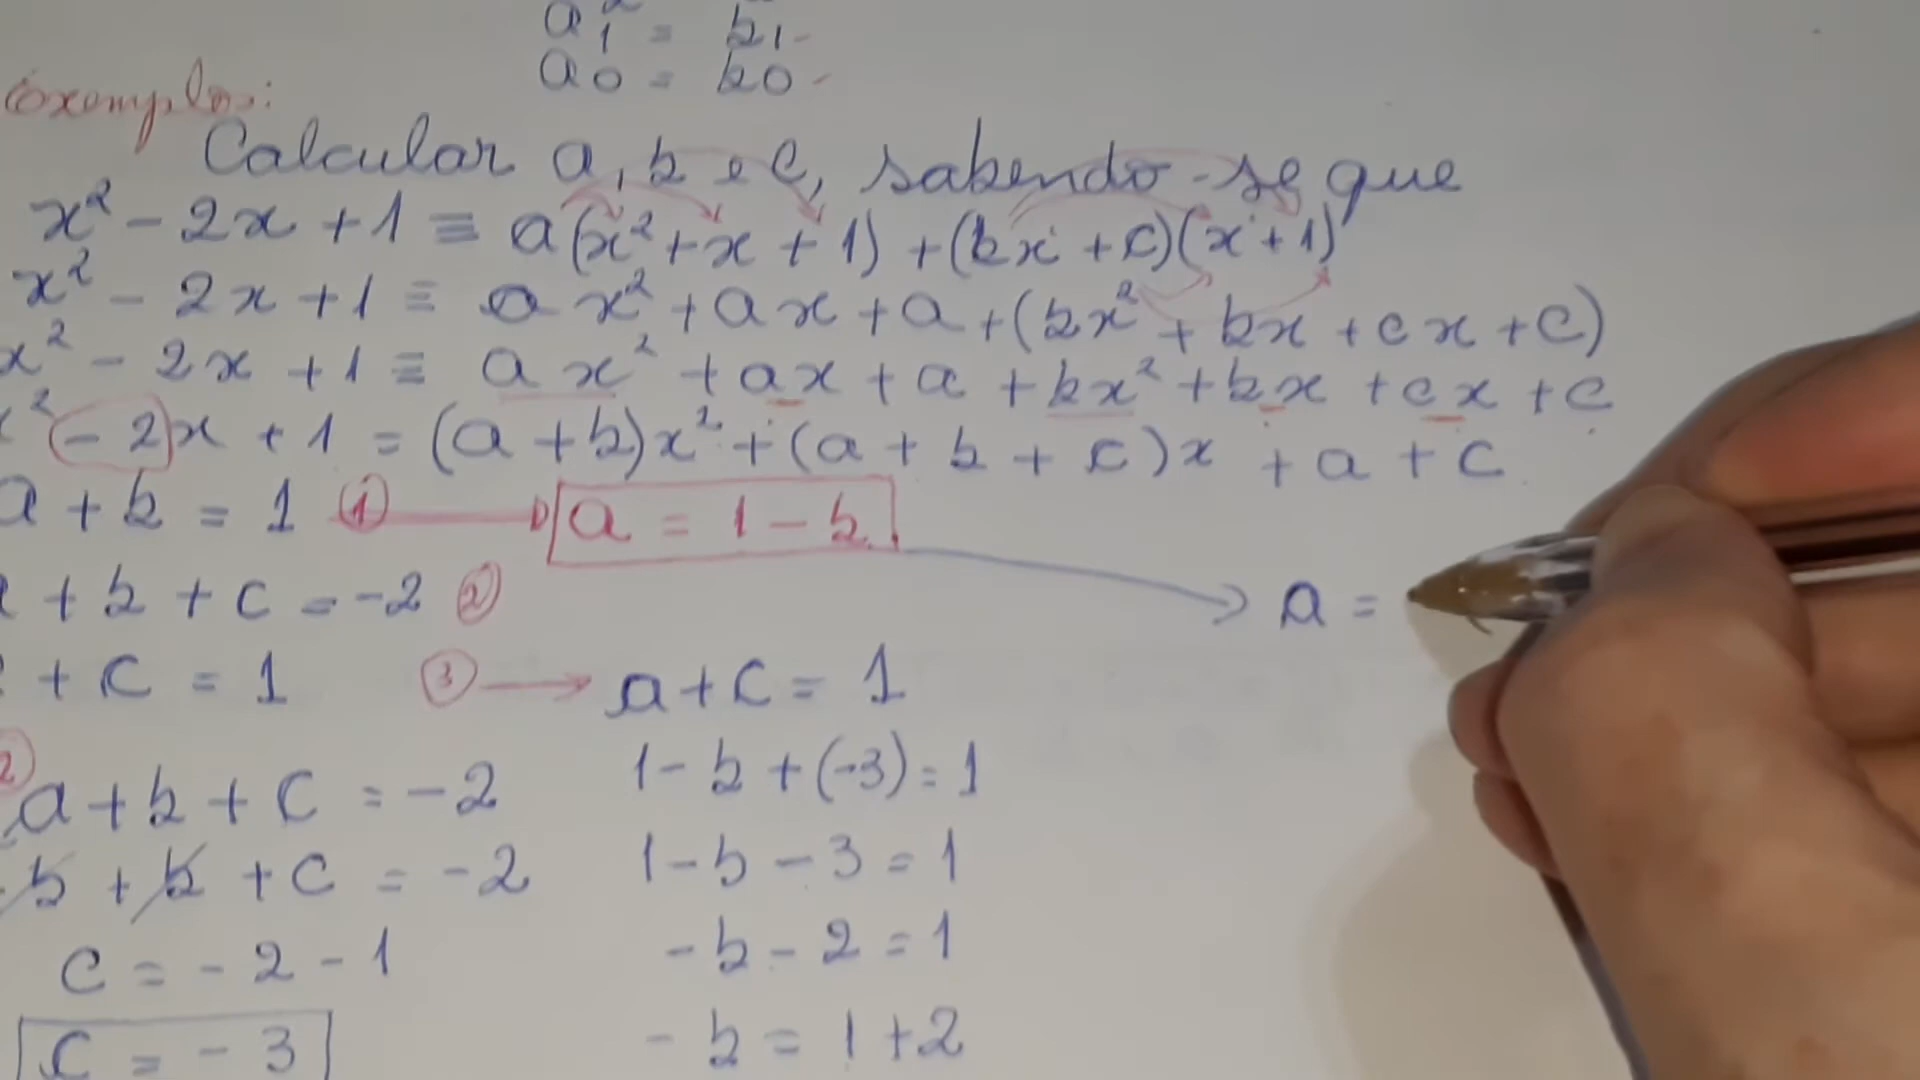 a₁ = b₁
a₀ = b₀
exemplos:
Calcular a, b e c, sabendo-se que
x² - 2x + 1 ≡ a(x² + x + 1) + (bx + c)(x + 1)
x² - 2x + 1 ≡ ax² + ax + a + (bx² + bx + cx + c)
x² - 2x + 1 ≡ ax² + ax + a + bx² + bx + cx + c
x² - 2x + 1 = (a + b)x² + (a + b + c)x + a + c
a + b = 1 ① → a = 1 - b
+ b + c = -2 ② → a =
+ c = 1 ③ → a + c = 1
② a + b + c = -2
- b + b + c = -2
c = -2 - 1
c = -3
1 - b + (-3) = 1
1 - b - 3 = 1
- b - 2 = 1
- b = 1 + 2